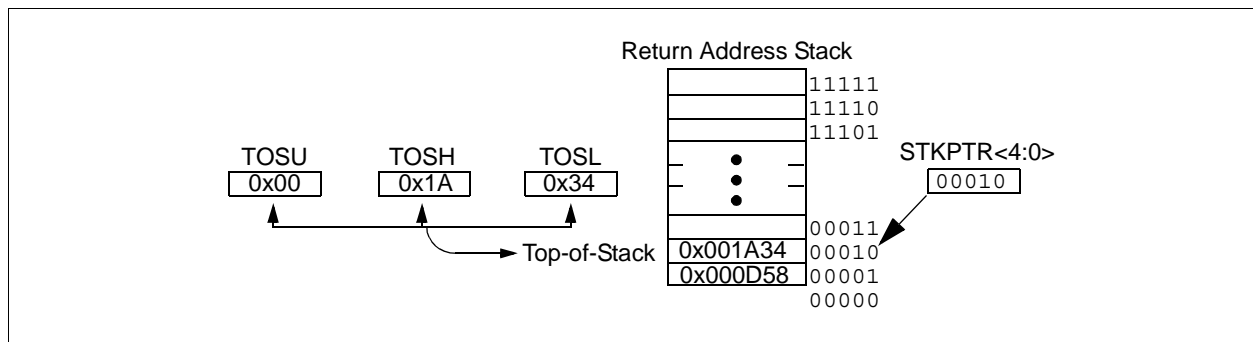 Return Address Stack
11111
11110
11101
TOSU TOSH TOSL
0x00 0x1A 0x34
STKPTR<4:0>
00010
00011
Top-of-Stack 0x001A34 00010
0x000D58 00001
00000